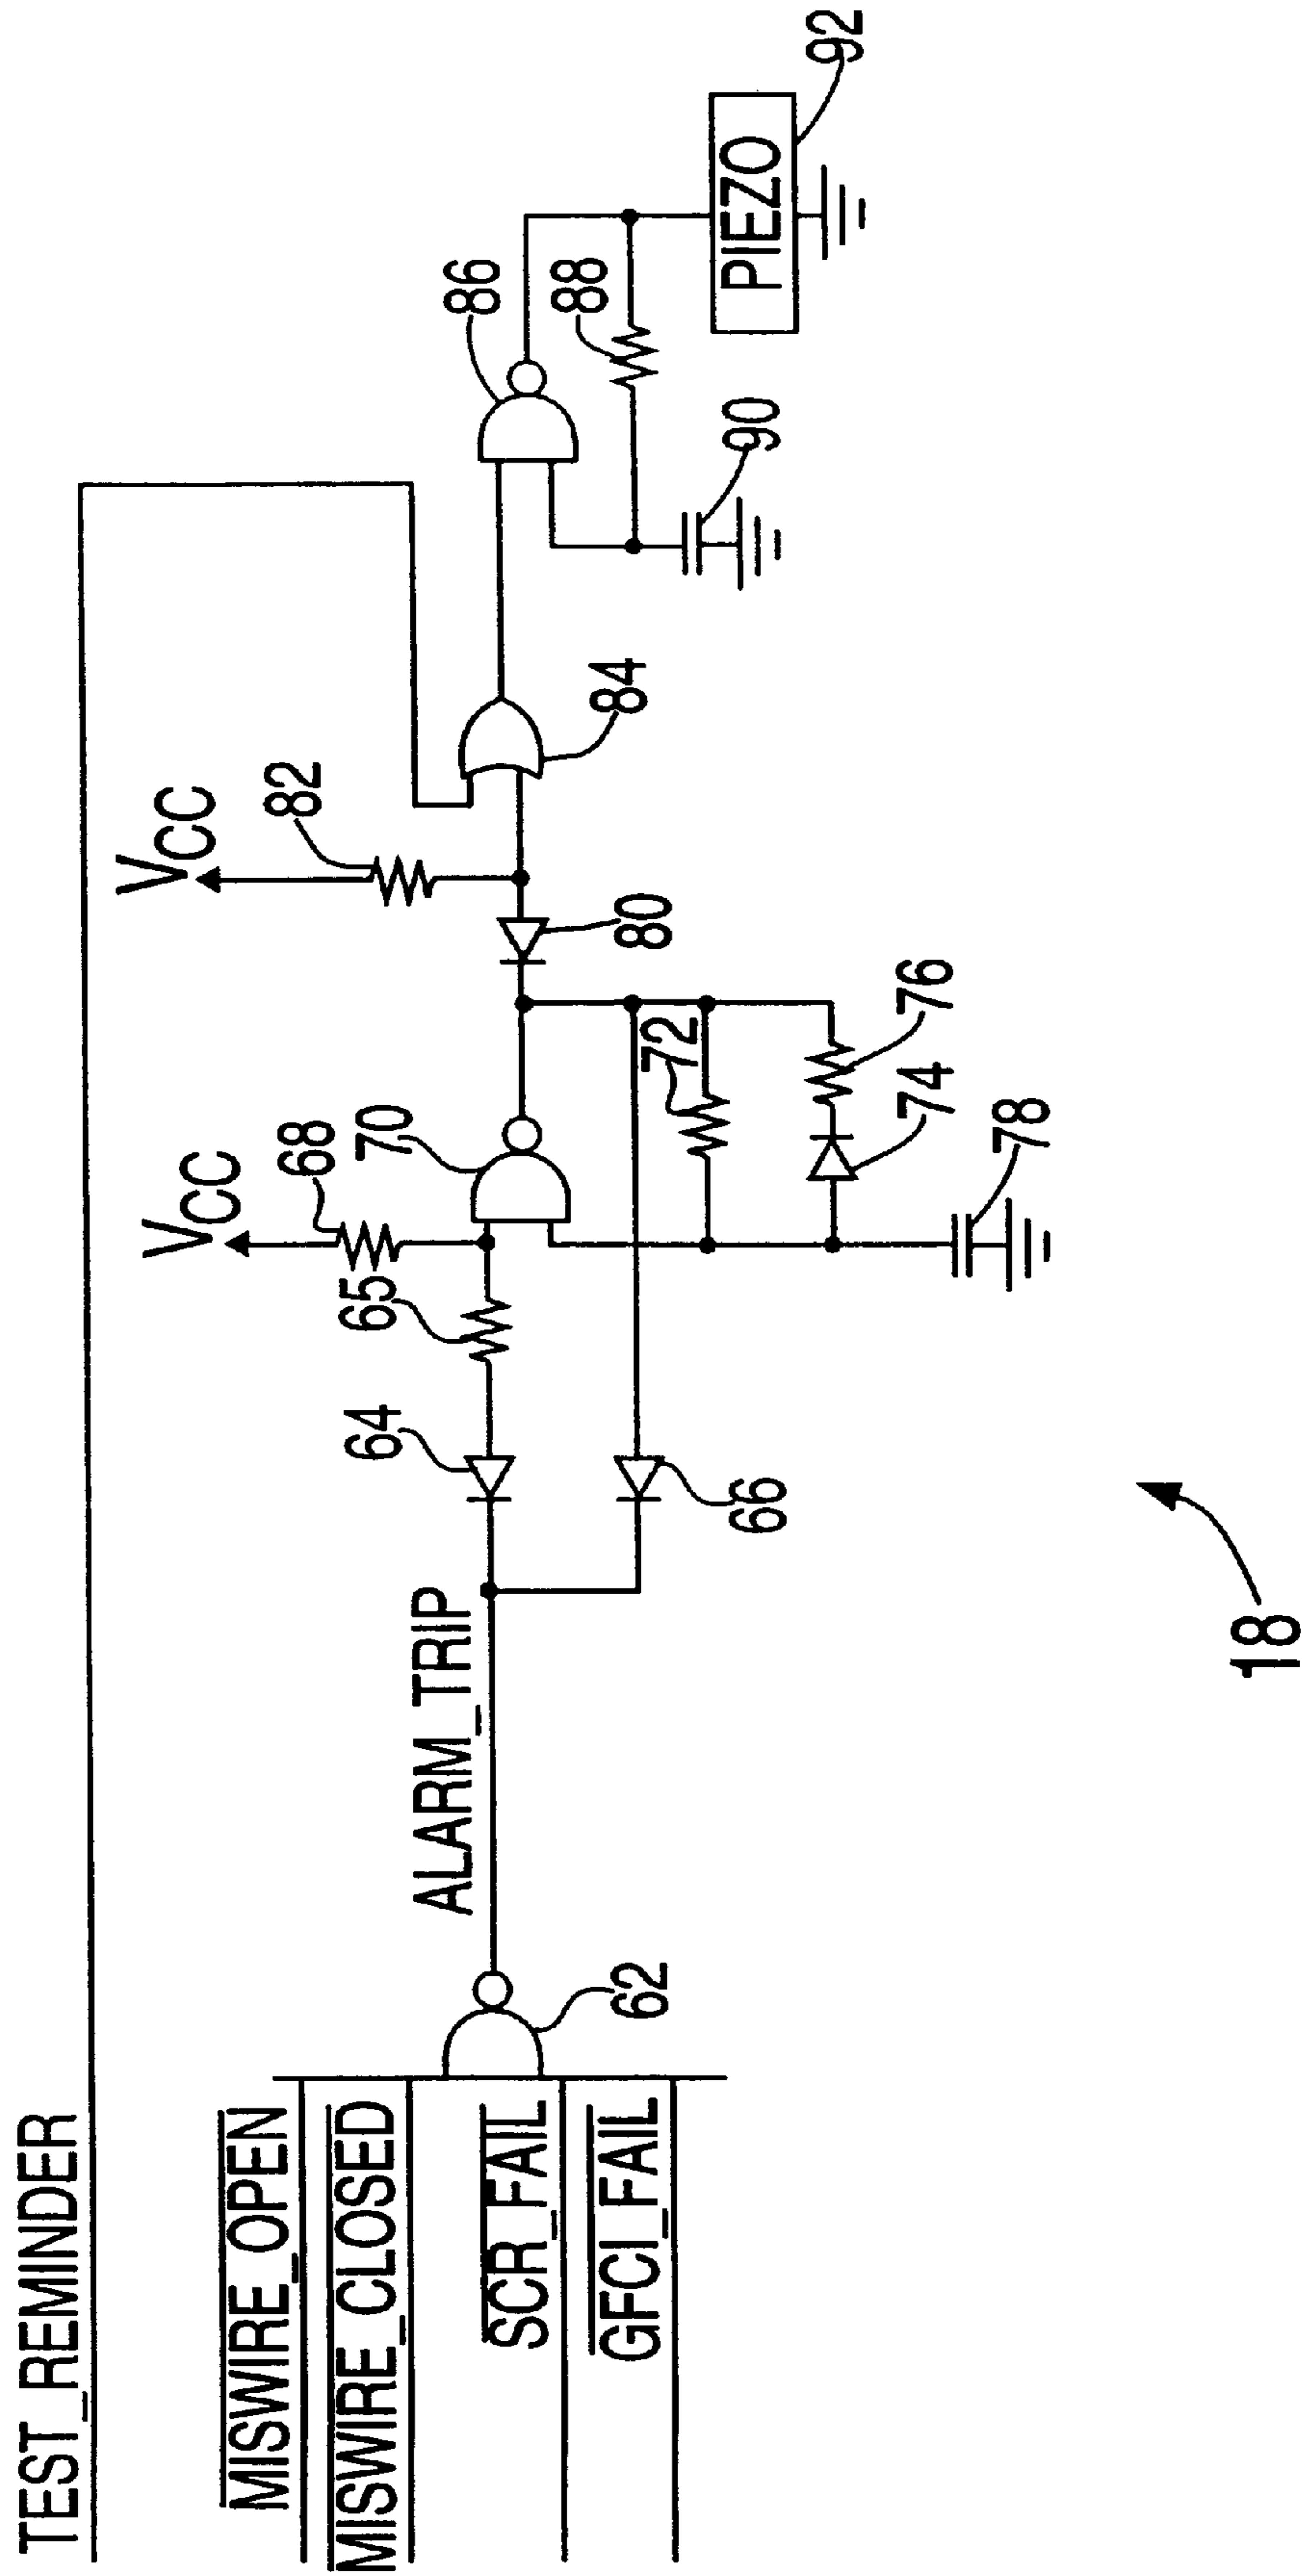 TEST_REMINDER
MISWIRE_OPEN
MISWIRE_CLOSED
SCR_FAIL
GFCI_FAIL
62
ALARM_TRIP
64
65
66
VCC
68
70
72
74
76
78
80
VCC
82
84
86
88
90
PIEZO
92
18